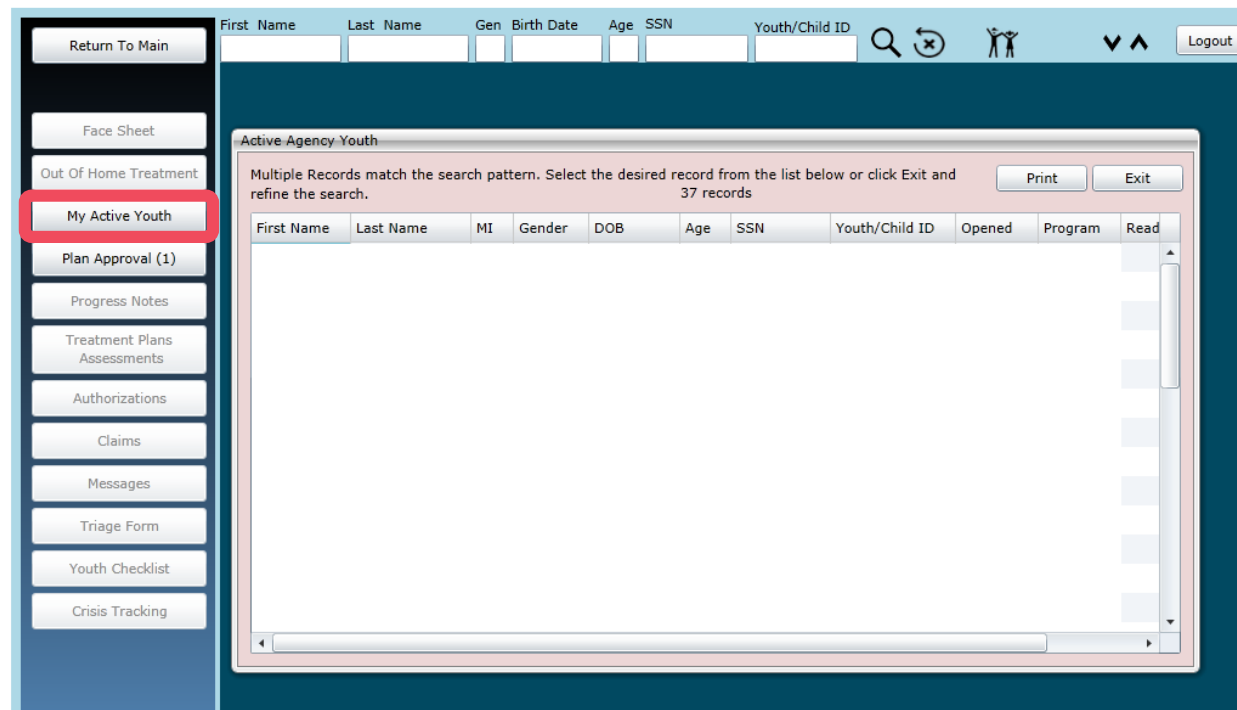 Return To Main
First Name Last Name Gen Birth Date Age SSN Youth/Child ID
Logout
Face Sheet
Out Of Home Treatment
My Active Youth
Plan Approval (1)
Progress Notes
Treatment Plans
Assessments
Authorizations
Claims
Messages
Triage Form
Youth Checklist
Crisis Tracking
Active Agency Youth
Multiple Records match the search pattern. Select the desired record from the list below or click Exit and
refine the search. 37 records
Print Exit
First Name Last Name MI Gender DOB Age SSN Youth/Child ID Opened Program Read